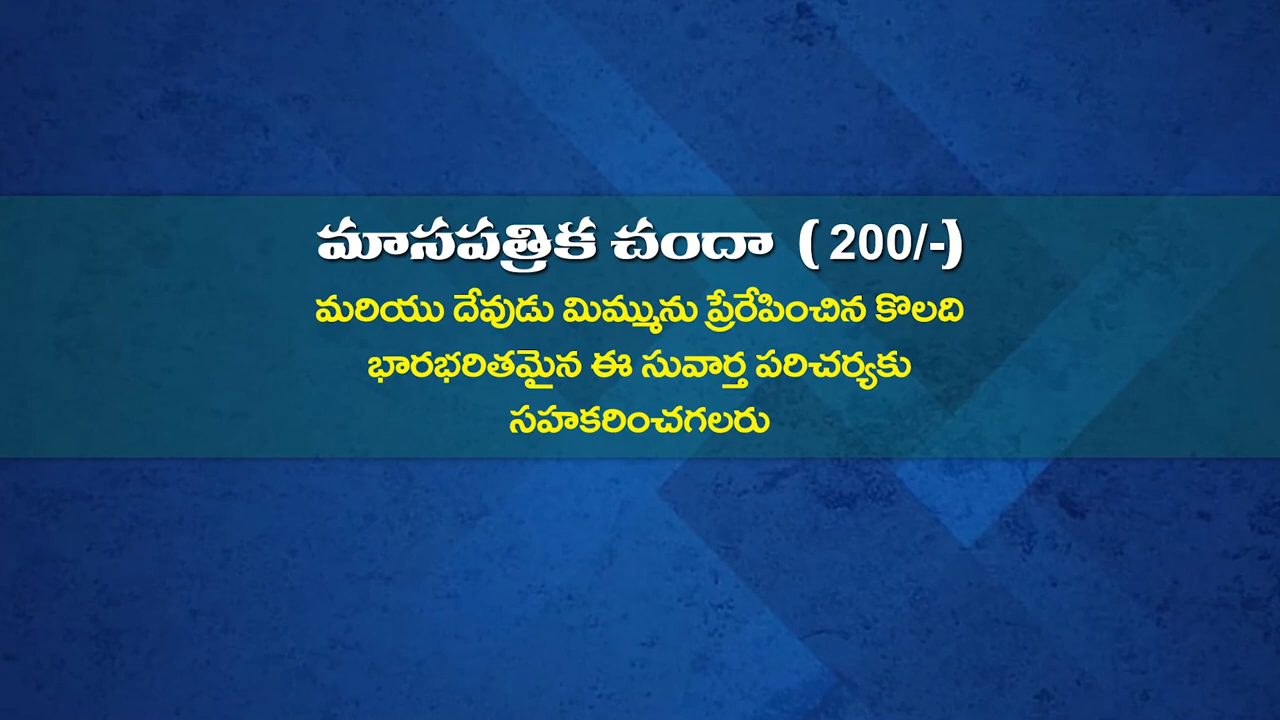 మాసపత్రిక చందా ( 200/-)
మరియు దేవుడు మిమ్మును ప్రేరేపించిన కొలది
భారభరితమైన ఈ సువార్త పరిచర్యకు
సహకరించగలరు